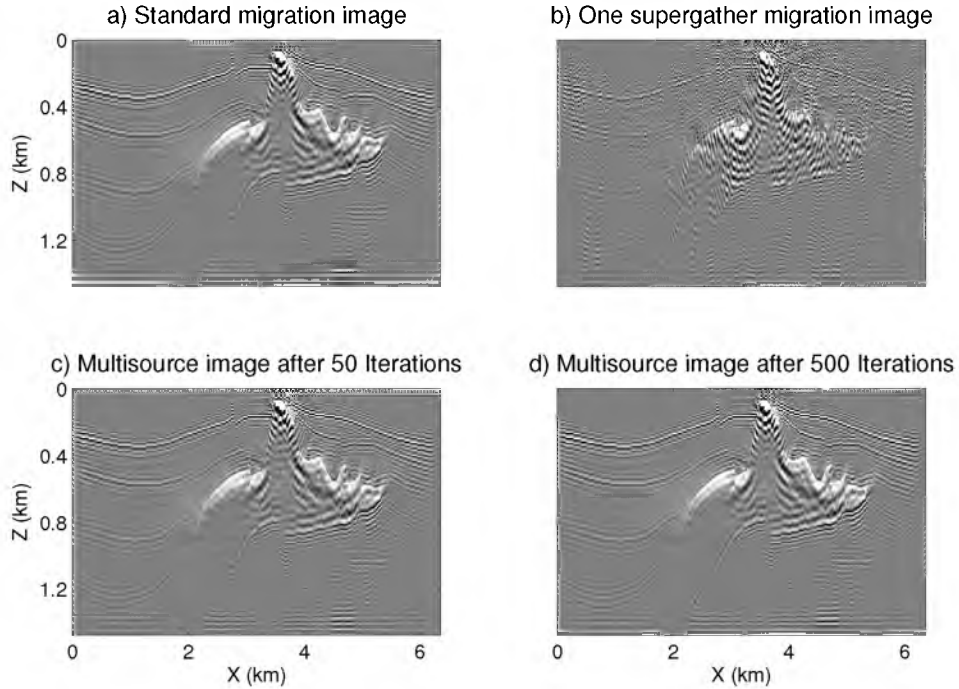 a) Standard migration image
b) One supergather migration image
0
0.4
0.8
1.2
Z (km)
c) Multisource image after 50 Iterations
d) Multisource image after 500 Iterations
0
0.4
0.8
1.2
Z (km)
0 2 4 6
X (km)
0 2 4 6
X (km)